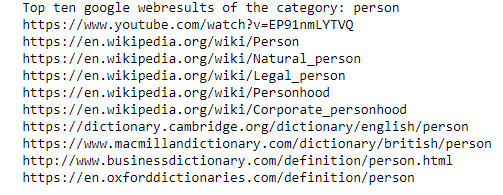 Top ten google webresults of the category: person
https://www.youtube.com/watch?v=EP91nmLYTVQ
https://en.wikipedia.org/wiki/Person
https://en.wikipedia.org/wiki/Natural_person
https://en.wikipedia.org/wiki/Legal_person
https://en.wikipedia.org/wiki/Personhood
https://en.wikipedia.org/wiki/Corporate_personhood
https://dictionary.cambridge.org/dictionary/english/person
https://www.macmillandictionary.com/dictionary/british/person
http://www.businessdictionary.com/definition/person.html
https://en.oxforddictionaries.com/definition/person